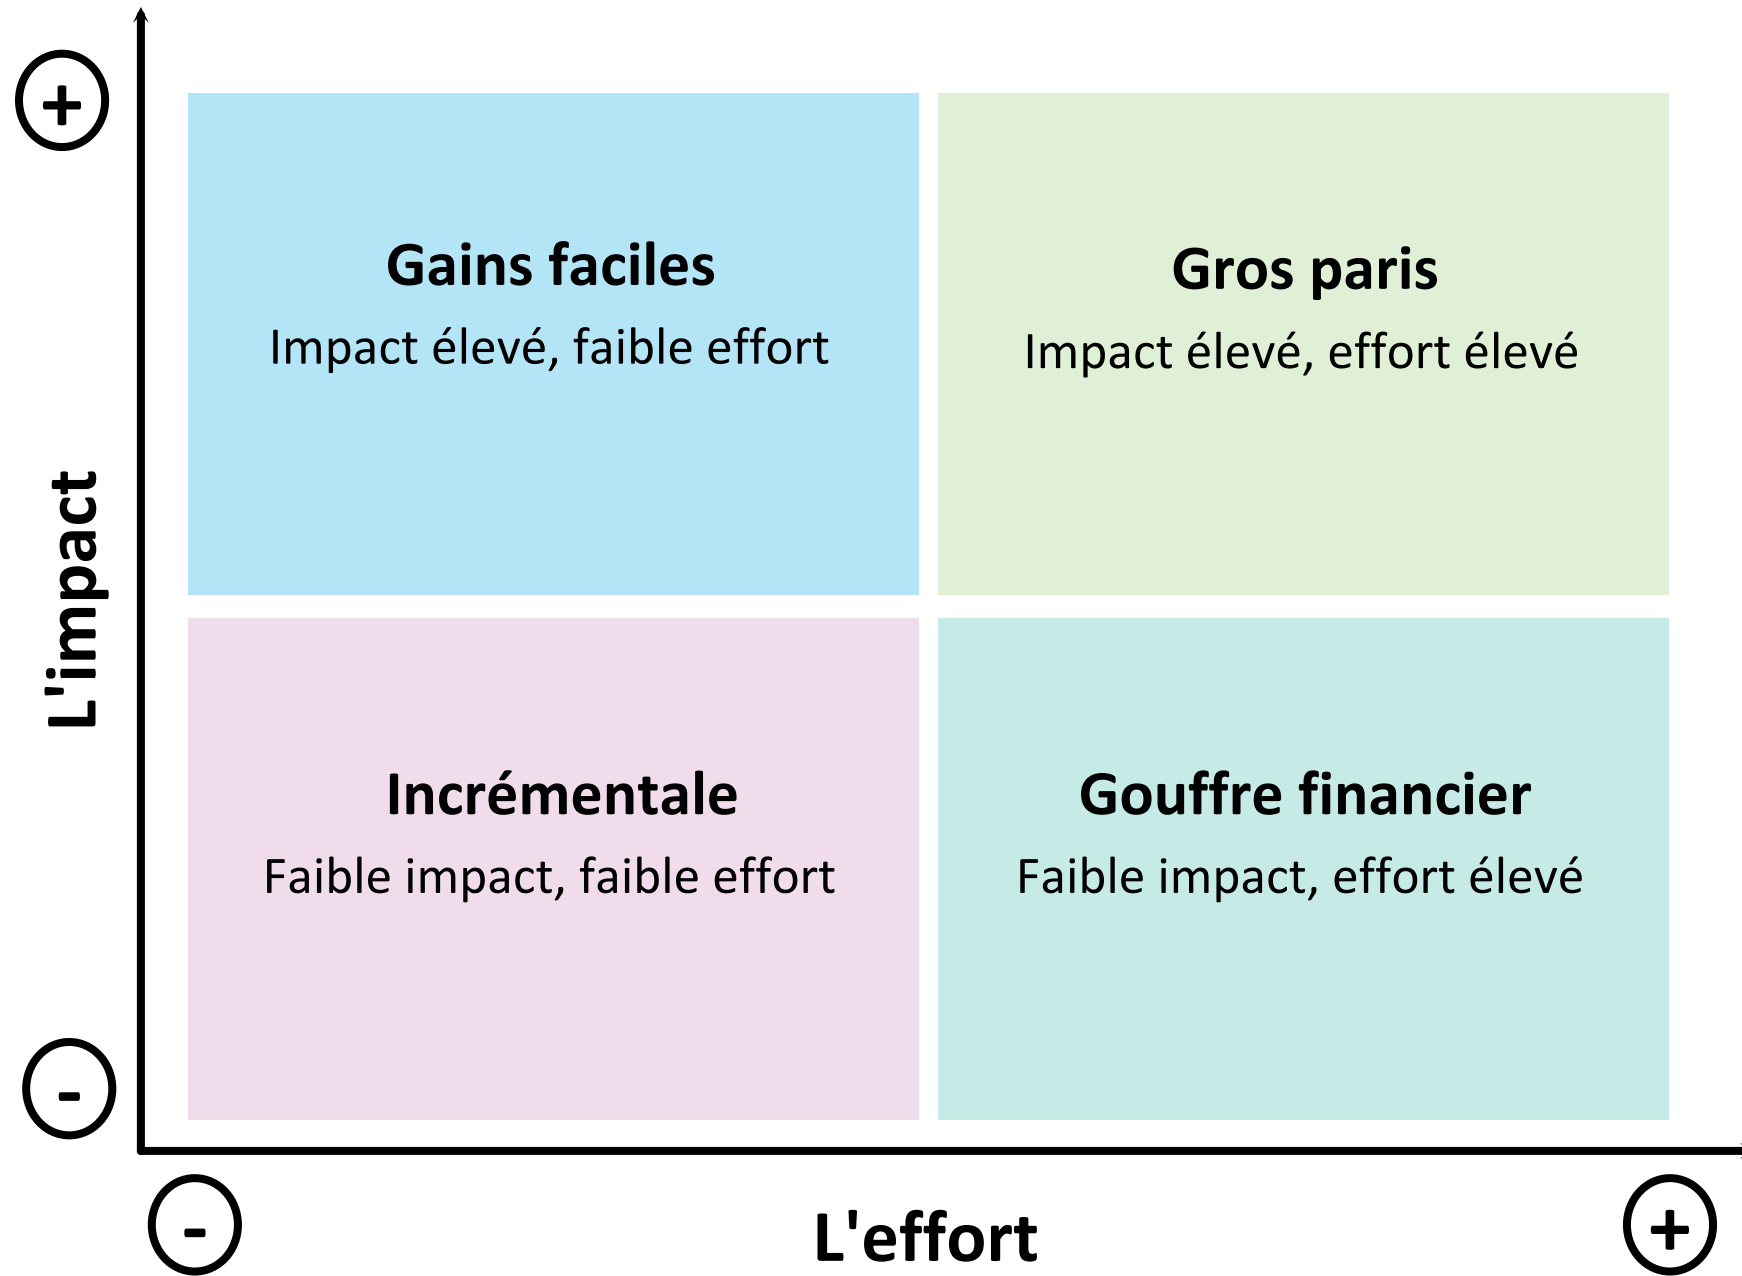 +
Gains faciles
Impact élevé, faible effort
Gros paris
Impact élevé, effort élevé
L'impact
Incrémentale
Faible impact, faible effort
Gouffre financier
Faible impact, effort élevé
-
-
L'effort
+